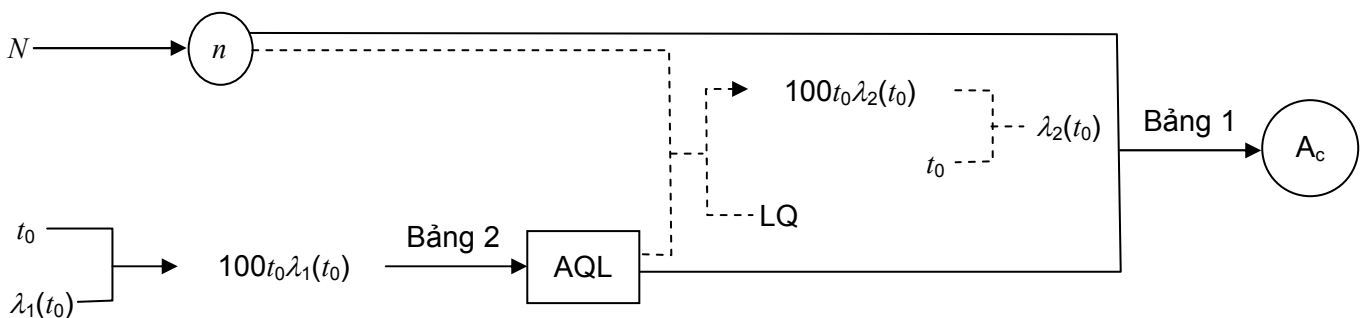 N
n
100t₀λ₂(t₀)
λ₂(t₀)
t₀
Bảng 1
A꜀
LQ
t₀
λ₁(t₀)
100t₀λ₁(t₀)
Bảng 2
AQL